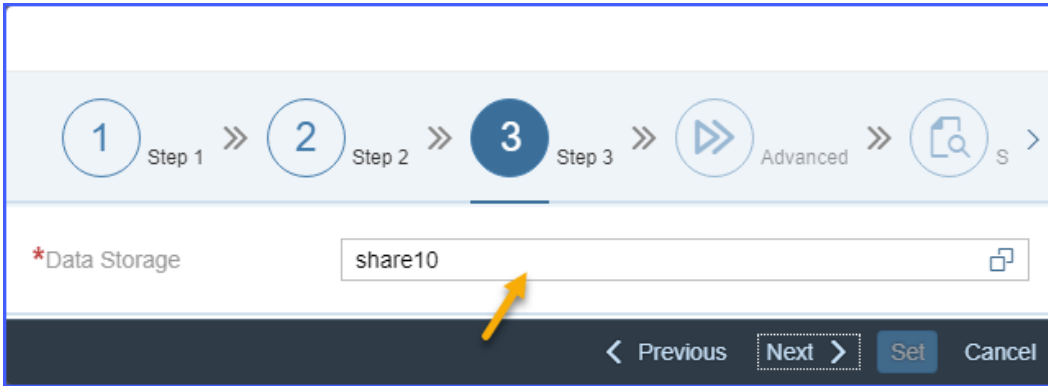 1 Step 1 2 Step 2 3 Step 3 Advanced S
*Data Storage share10
Previous Next Set Cancel